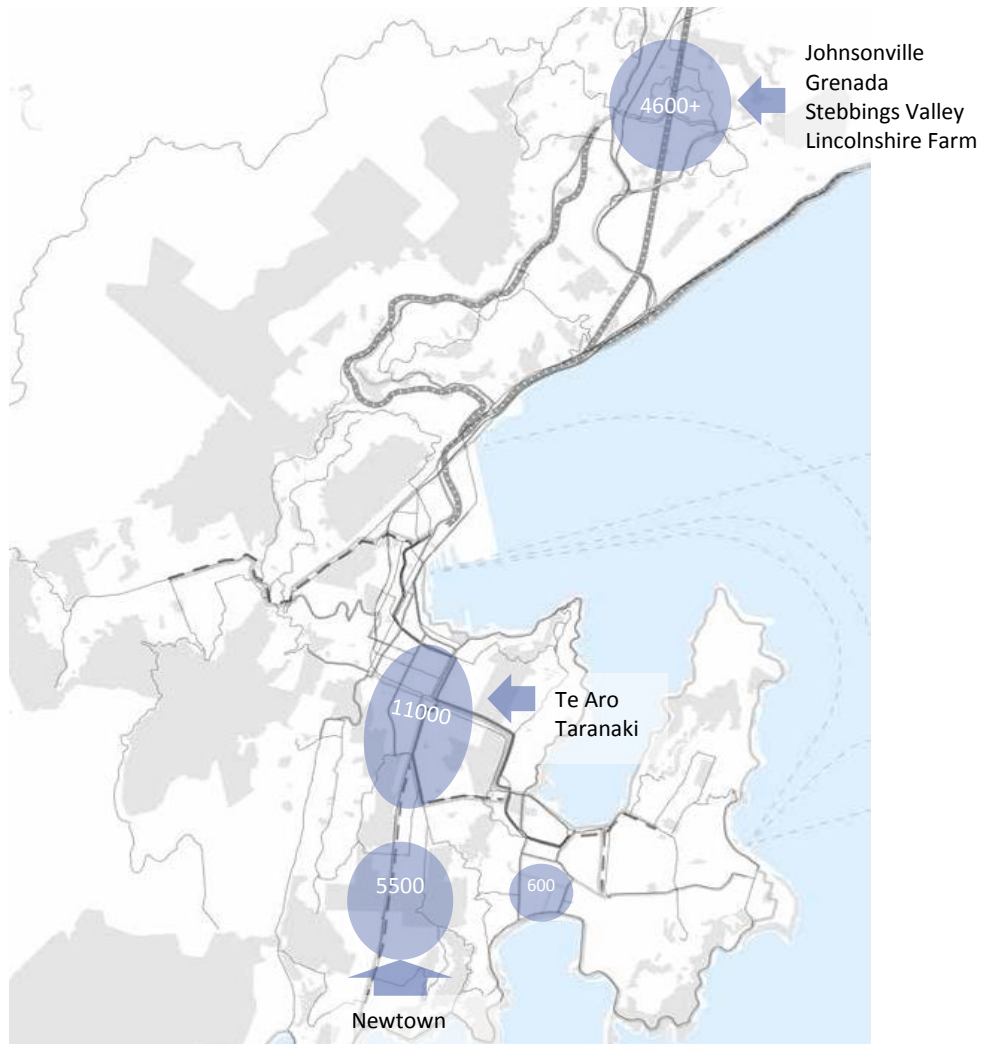 Johnsonville
Grenada
Stebbings Valley
Lincolnshire Farm
4600+
Te Aro
Taranaki
11000
5500
600
Newtown